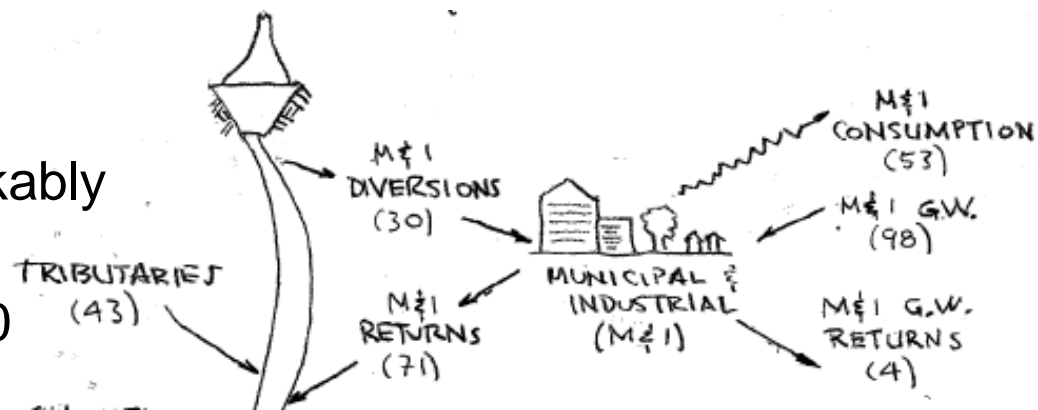 M&I
CONSUMPTION
(53)
M&I
DIVERSIONS
(30)
kably
M&I G.W.
(98)
TRIBUTARIES
(43)
MUNICIPAL &
INDUSTRIAL
(M&I)
M&I
RETURNS
(71)
M&I G.W.
RETURNS
(4)
0